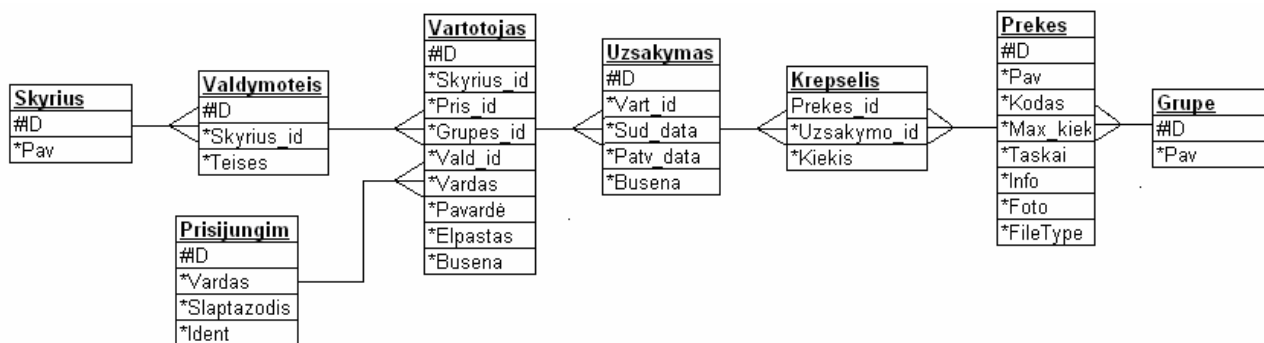 Skyrius
#ID
*Pav
Valdymoteis
#ID
*Skyrius_id
*Teises
Prisijungim
#ID
*Vardas
*Slaptazodis
*Ident
Vartotojas
#ID
*Skyrius_id
*Pris_id
*Grupes_id
*Vald_id
*Vardas
*Pavardė
*Elpastas
*Busena
Uzsakymas
#ID
*Vart_id
*Sud_data
*Patv_data
*Busena
Krepselis
Prekes_id
*Uzsakymo_id
*Kiekis
Prekes
#ID
*Pav
*Kodas
*Max_kiek
*Taskai
*Info
*Foto
*FileType
Grupe
#ID
*Pav